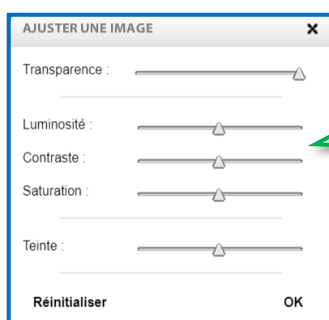 AJUSTER UNE IMAGE
Transparence :
Luminosité :
Contraste :
Saturation :
Teinte :
Réinitialiser OK